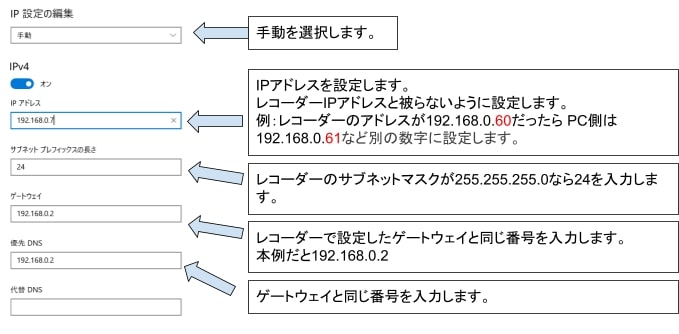 IP 設定の編集
手動
手動を選択します。
IPv4
オン
IP アドレス
192.168.0.7
IPアドレスを設定します。
レコーダーIPアドレスと被らないように設定します。
例：レコーダーのアドレスが192.168.0.60だったら PC側は
192.168.0.61など別の数字に設定します。
サブネット プレフィックスの長さ
24
レコーダーのサブネットマスクが255.255.255.0なら24を入力しま
す。
ゲートウェイ
192.168.0.2
レコーダーで設定したゲートウェイと同じ番号を入力します。
本例だと192.168.0.2
優先 DNS
192.168.0.2
ゲートウェイと同じ番号を入力します。
代替 DNS